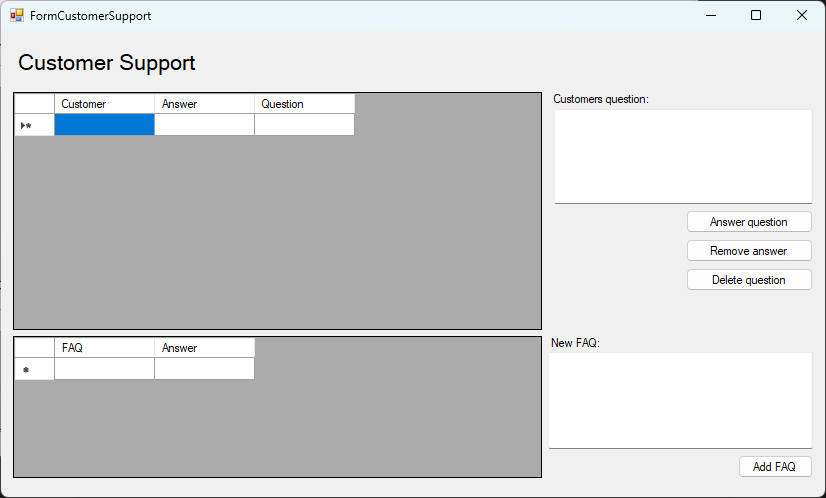 FormCustomerSupport
Customer Support
Customer Answer Question
Customers question:
Answer question
Remove answer
Delete question
FAQ Answer
New FAQ:
Add FAQ